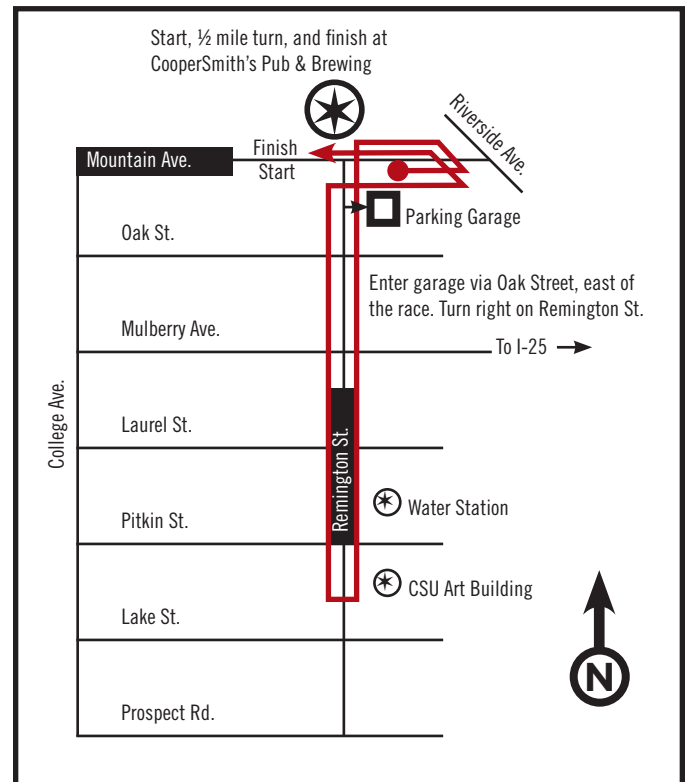 Start, ½ mile turn, and finish at
CooperSmith's Pub & Brewing
Riverside Ave.
Mountain Ave.
Finish
Start
Parking Garage
Oak St.
Enter garage via Oak Street, east of
the race. Turn right on Remington St.
Mulberry Ave.
To I-25
College Ave.
Laurel St.
Remington St.
Water Station
Pitkin St.
CSU Art Building
Lake St.
N
Prospect Rd.